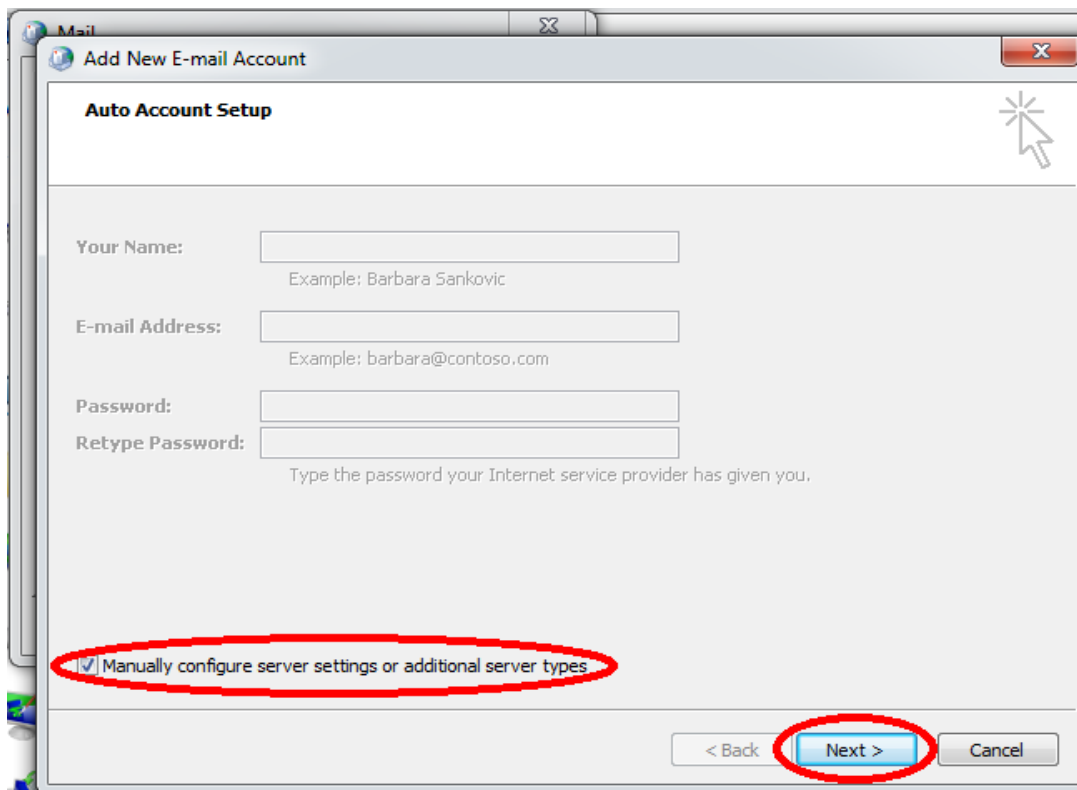 Mail
Add New E-mail Account
Auto Account Setup
Your Name:
Example: Barbara Sankovic
E-mail Address:
Example: barbara@contoso.com
Password:
Retype Password:
Type the password your Internet service provider has given you.
Manually configure server settings or additional server types
< Back Next > Cancel